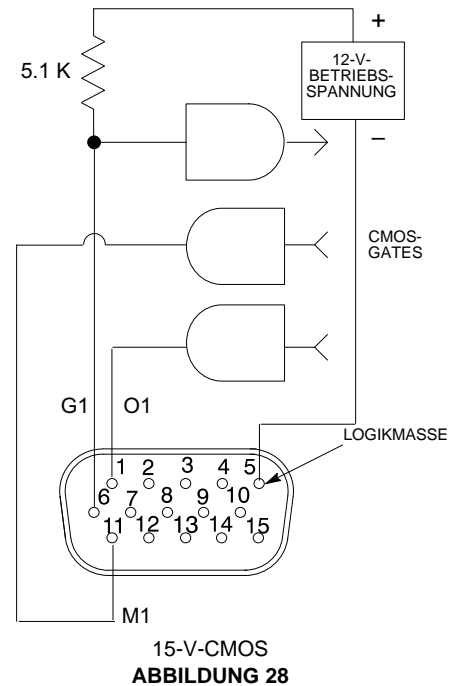 +
5.1 K
12-V-
BETRIEBS-
SPANNUNG
–
CMOS-
GATES
G1 O1
LOGIKMASSE
1 2 3 4 5
6 7 8 9 10
11 12 13 14 15
M1
15-V-CMOS
ABBILDUNG 28